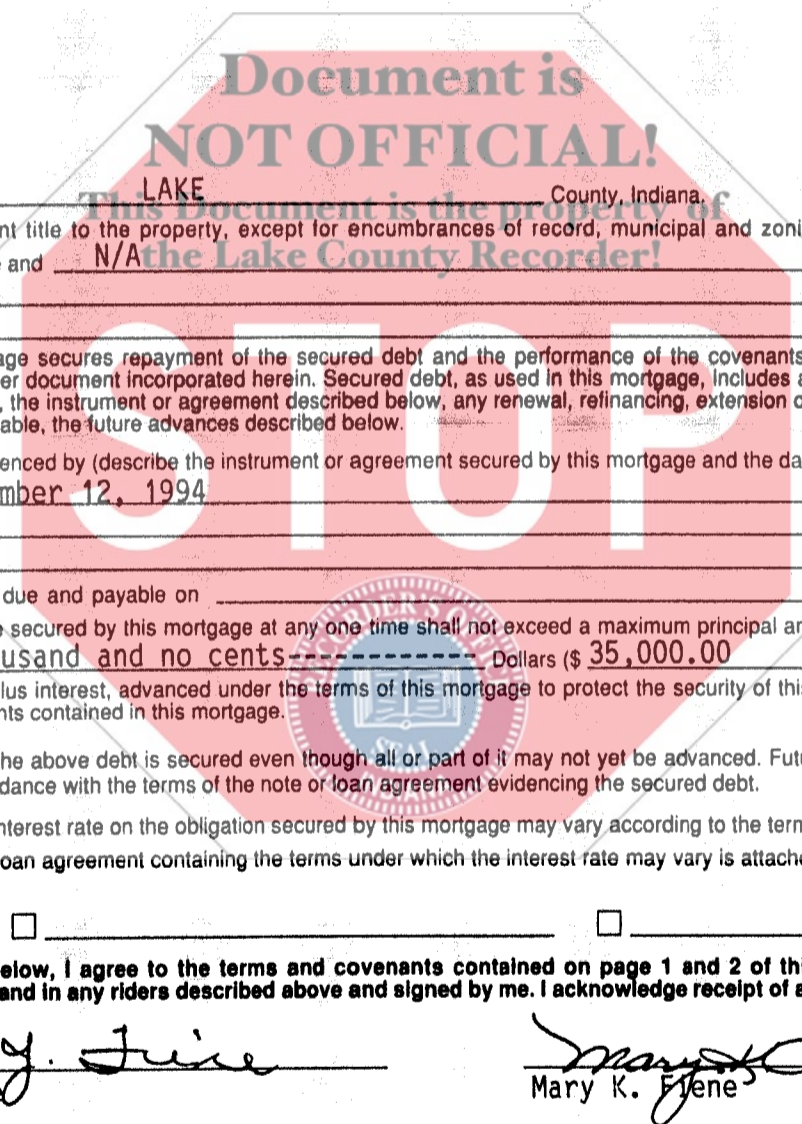 Document is
NOT OFFICIAL!
LAKE County, Indiana.
This Document is the property of
nt title to the property, except for encumbrances of record, municipal and zoni
and N/A
the Lake County Recorder!
STOP
age secures repayment of the secured debt and the performance of the covenants
er document incorporated herein. Secured debt, as used in this mortgage, includes a
, the instrument or agreement described below, any renewal, refinancing, extension o
able, the future advances described below.
enced by (describe the instrument or agreement secured by this mortgage and the da
mber 12, 1994
due and payable on
e secured by this mortgage at any one time shall not exceed a maximum principal an
usand and no cents------------ Dollars ($ 35,000.00
lus interest, advanced under the terms of this mortgage to protect the security of thi
nts contained in this mortgage.
he above debt is secured even though all or part of it may not yet be advanced. Futu
dance with the terms of the note or loan agreement evidencing the secured debt.
nterest rate on the obligation secured by this mortgage may vary according to the term
oan agreement containing the terms under which the interest rate may vary is attache
elow, I agree to the terms and covenants contained on page 1 and 2 of thi
and in any riders described above and signed by me. I acknowledge receipt of a
Mary K.
Mary K. Fiene
RECORDER'S OFFICE
SEAL
INDIANA